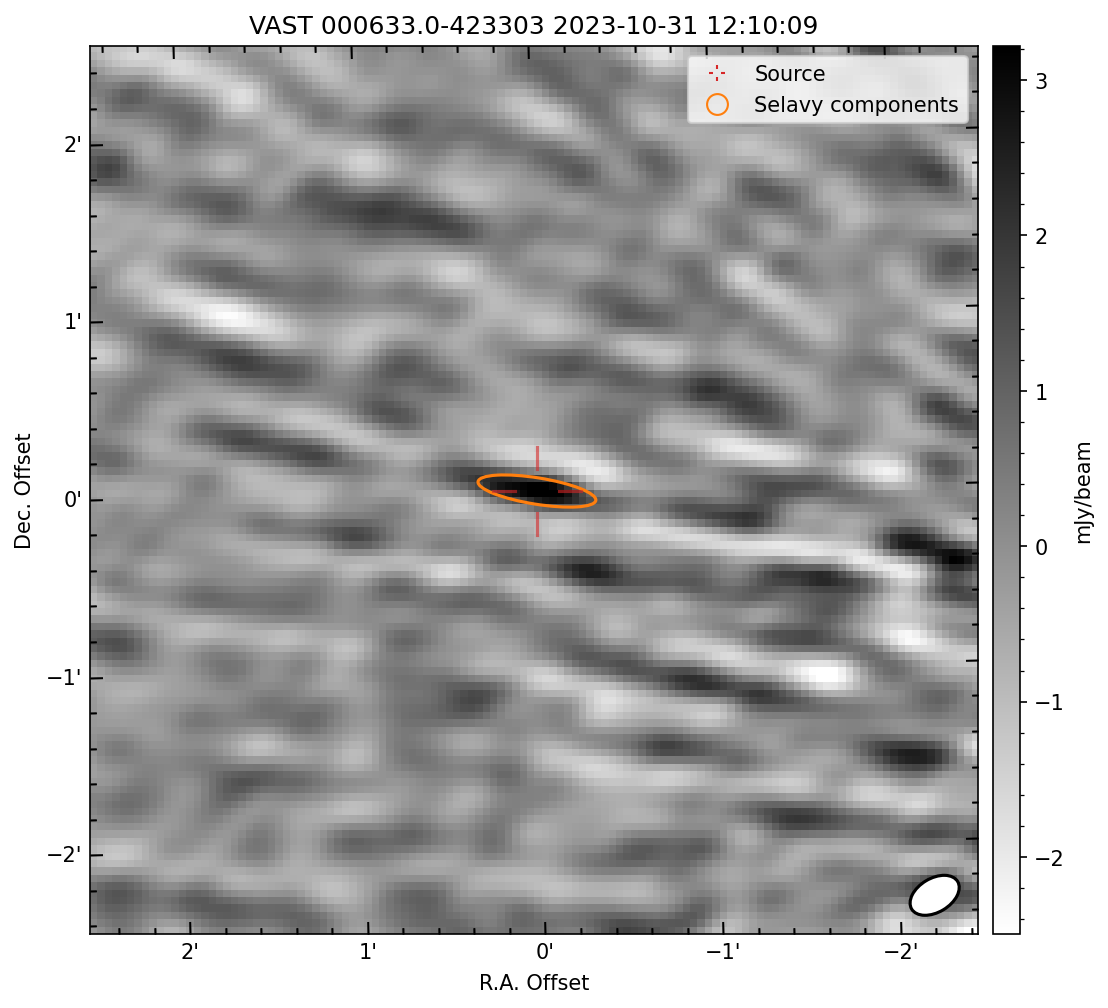 VAST 000633.0-423303 2023-10-31 12:10:09
Source
Selavy components
2'
1'
0'
−1'
−2'
Dec. Offset
2'
1'
0'
−1'
−2'
R.A. Offset
3
2
1
0
−1
−2
mJy/beam